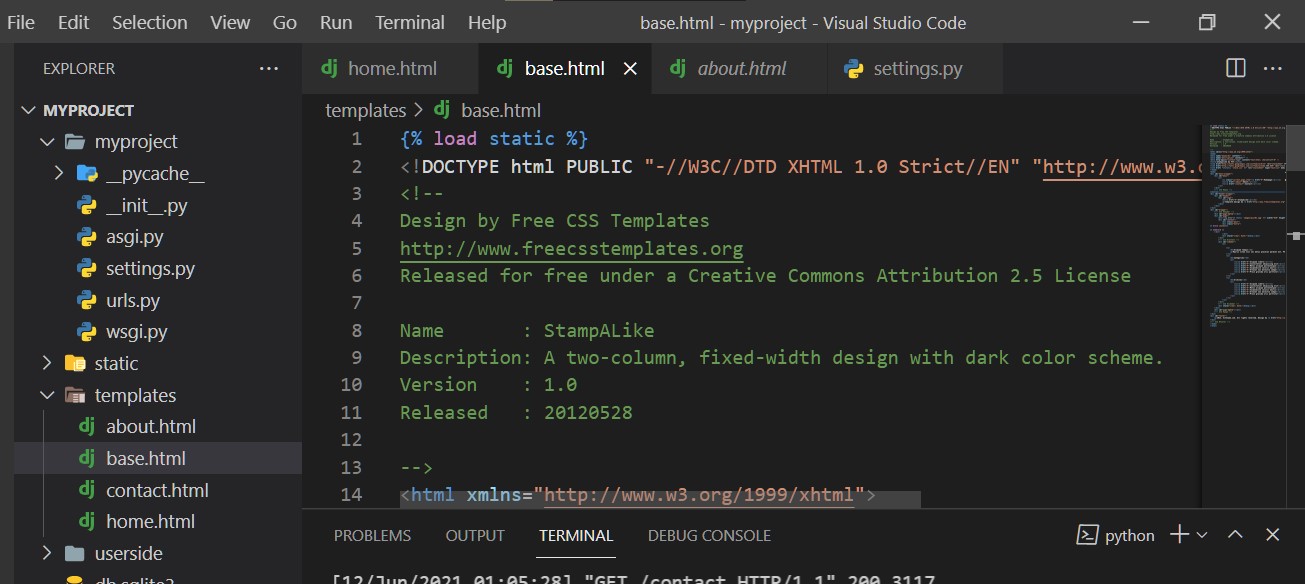 File Edit Selection View Go Run Terminal Help base.html - myproject - Visual Studio Code
EXPLORER
home.html base.html about.html settings.py
MYPROJECT
myproject
__pycache__
__init__.py
asgi.py
settings.py
urls.py
wsgi.py
static
templates
about.html
base.html
contact.html
home.html
userside
db.sqlite3
templates > base.html
1 {% load static %}
2 <!DOCTYPE html PUBLIC "-//W3C//DTD XHTML 1.0 Strict//EN" "http://www.w3.
3 <!--
4 Design by Free CSS Templates
5 http://www.freecsstemplates.org
6 Released for free under a Creative Commons Attribution 2.5 License
7
8 Name : StampALike
9 Description: A two-column, fixed-width design with dark color scheme.
10 Version : 1.0
11 Released : 20120528
12
13 -->
14 <html xmlns="http://www.w3.org/1999/xhtml">
PROBLEMS OUTPUT TERMINAL DEBUG CONSOLE python
[12/Jun/2021 01:05:28] "GET /contact HTTP/1.1" 200 3117